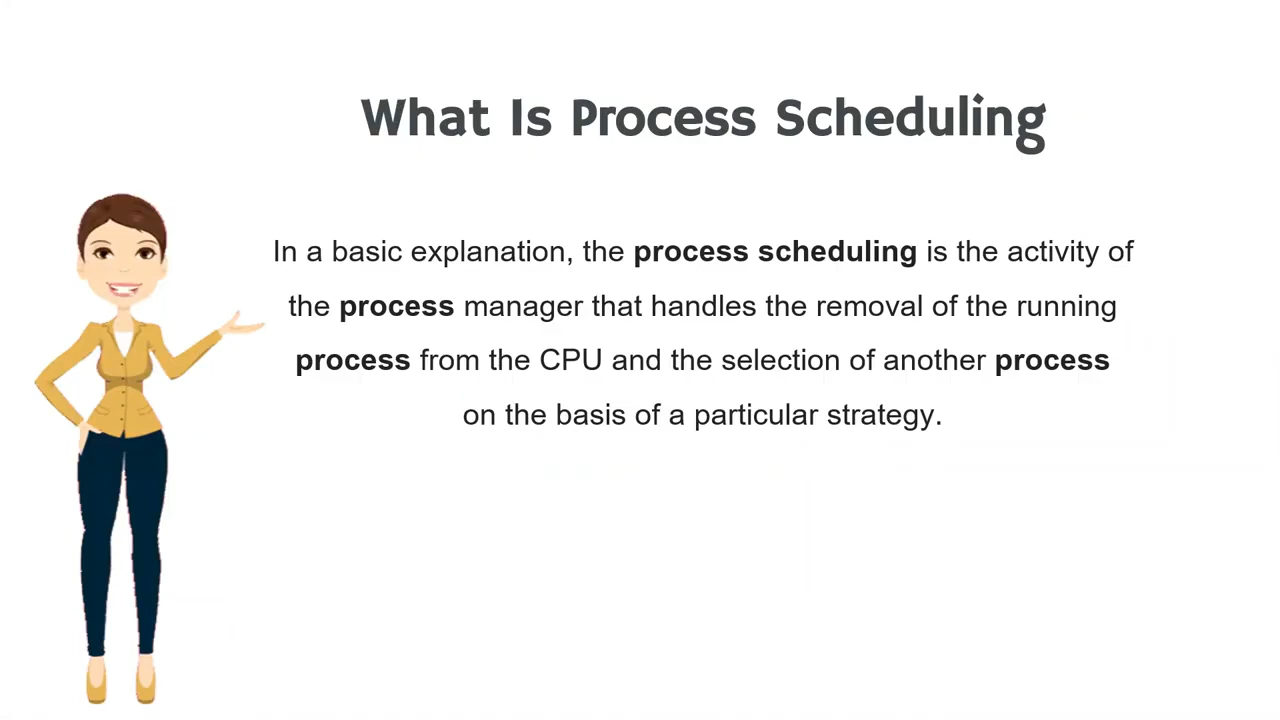 What Is Process Scheduling
In a basic explanation, the process scheduling is the activity of
the process manager that handles the removal of the running
process from the CPU and the selection of another process
on the basis of a particular strategy.